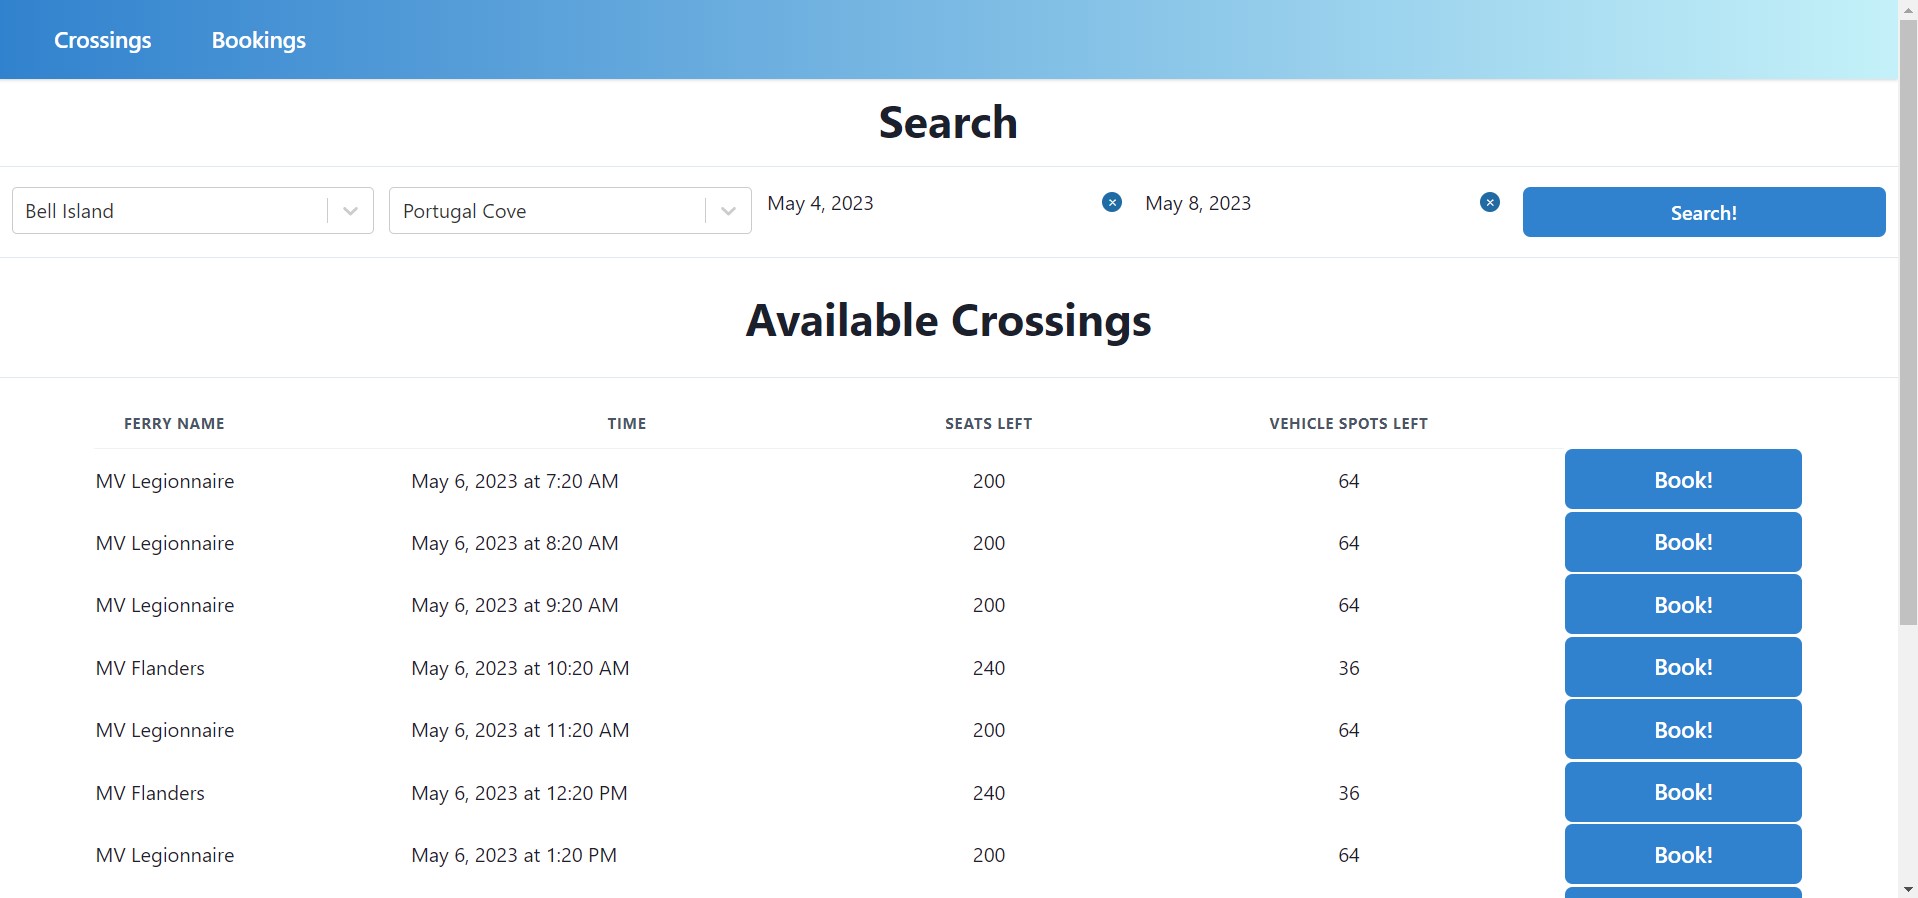 Crossings Bookings
Search
Bell Island Portugal Cove May 4, 2023 May 8, 2023 Search!
Available Crossings
FERRY NAME TIME SEATS LEFT VEHICLE SPOTS LEFT
MV Legionnaire May 6, 2023 at 7:20 AM 200 64 Book!
MV Legionnaire May 6, 2023 at 8:20 AM 200 64 Book!
MV Legionnaire May 6, 2023 at 9:20 AM 200 64 Book!
MV Flanders May 6, 2023 at 10:20 AM 240 36 Book!
MV Legionnaire May 6, 2023 at 11:20 AM 200 64 Book!
MV Flanders May 6, 2023 at 12:20 PM 240 36 Book!
MV Legionnaire May 6, 2023 at 1:20 PM 200 64 Book!